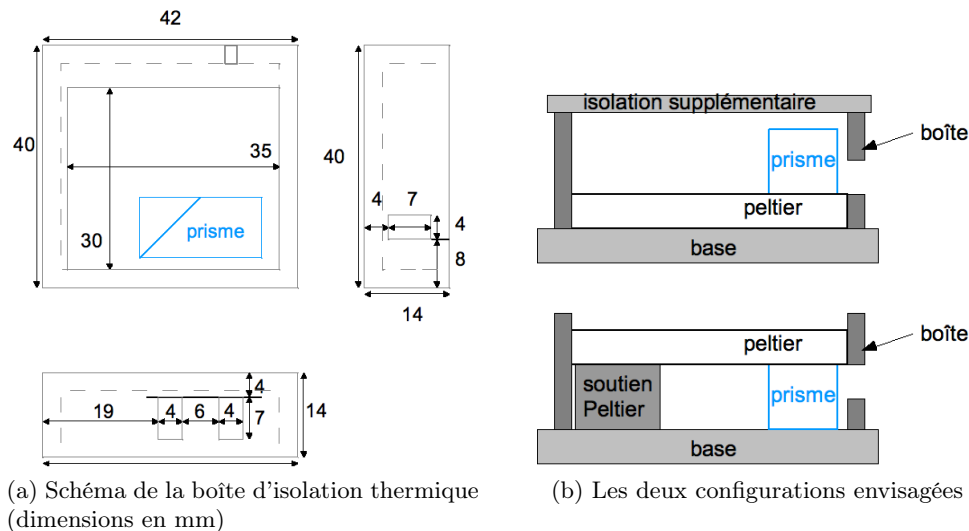 42
40
35
30
prisme
40
4
7
4
8
14
19
4
6
4
4
7
14
(a) Schéma de la boîte d'isolation thermique
(dimensions en mm)
isolation supplémentaire
boîte
prisme
peltier
base
peltier
boîte
soutien
Peltier
prisme
base
(b) Les deux configurations envisagées